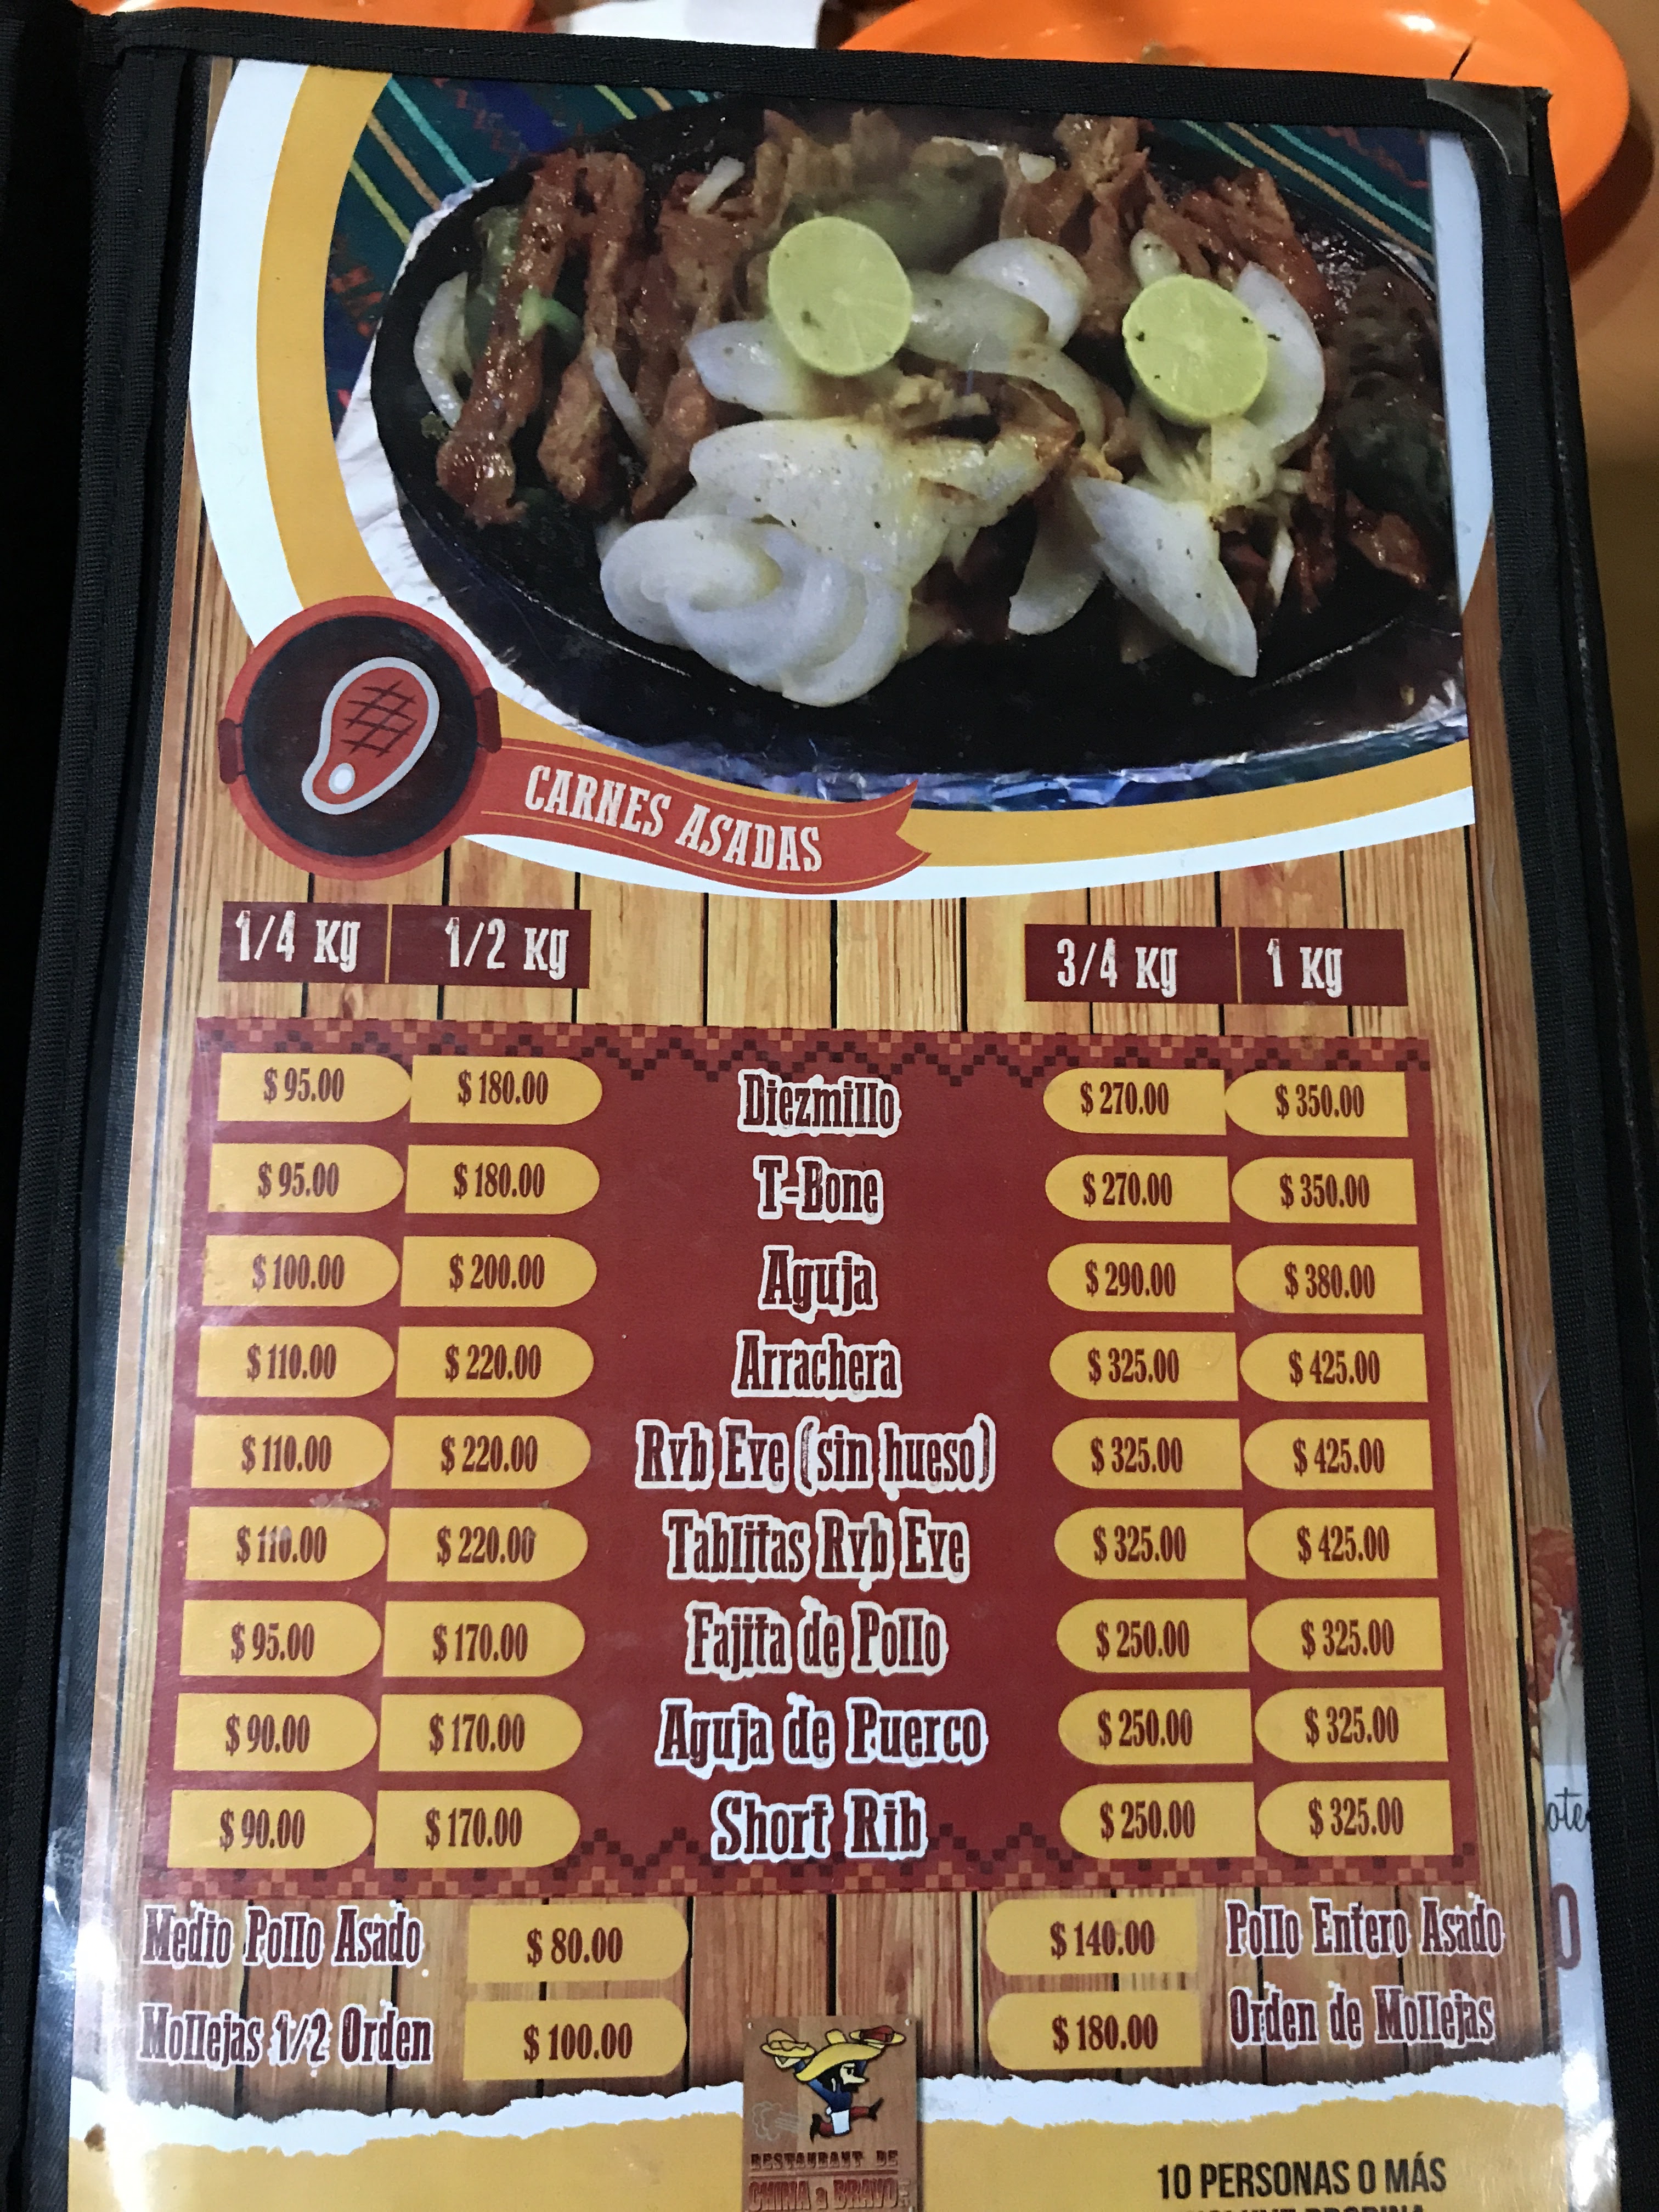 CARNES ASADAS
1/4 Kg 1/2 Kg 3/4 Kg 1 Kg
$ 95.00 $ 180.00 Diezmillo $ 270.00 $ 350.00
$ 95.00 $ 180.00 T-Bone $ 270.00 $ 350.00
$ 100.00 $ 200.00 Aguja $ 290.00 $ 380.00
$ 110.00 $ 220.00 Arrachera $ 325.00 $ 425.00
$ 110.00 $ 220.00 Ryb Eye (sin hueso) $ 325.00 $ 425.00
$ 110.00 $ 220.00 Tablitas Ryb Eye $ 325.00 $ 425.00
$ 95.00 $ 170.00 Fajita de Pollo $ 250.00 $ 325.00
$ 90.00 $ 170.00 Aguja de Puerco $ 250.00 $ 325.00
$ 90.00 $ 170.00 Short Rib $ 250.00 $ 325.00
Medio Pollo Asado $ 80.00 $ 140.00 Pollo Entero Asado
Mollejas 1/2 Orden $ 100.00 $ 180.00 Orden de Mollejas
RESTAURANT DE
CHINA a BRAVO
10 PERSONAS O MÁS